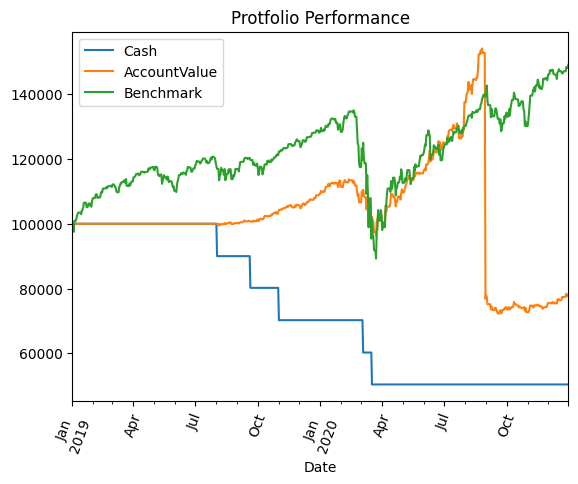 Protfolio Performance
Cash
AccountValue
Benchmark
140000
120000
100000
80000
60000
Jan
2019
Apr
Jul
Oct
Jan
2020
Apr
Jul
Oct
Date